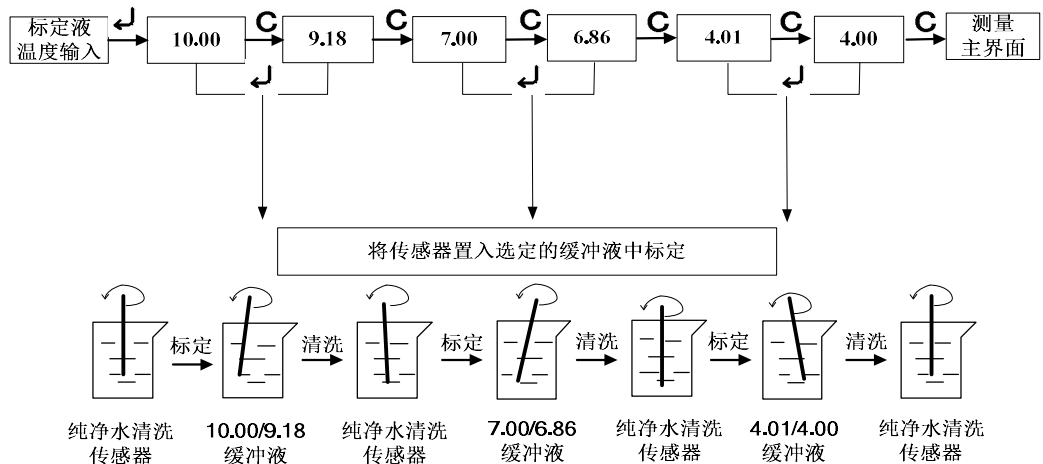 标定液
温度输入
10.00
C
9.18
C
7.00
C
6.86
C
4.01
C
4.00
C
测量
主界面
将传感器置入选定的缓冲液中标定
标定
清洗
标定
清洗
标定
清洗
纯净水清洗
传感器
10.00/9.18
缓冲液
纯净水清洗
传感器
7.00/6.86
缓冲液
纯净水清洗
传感器
4.01/4.00
缓冲液
纯净水清洗
传感器